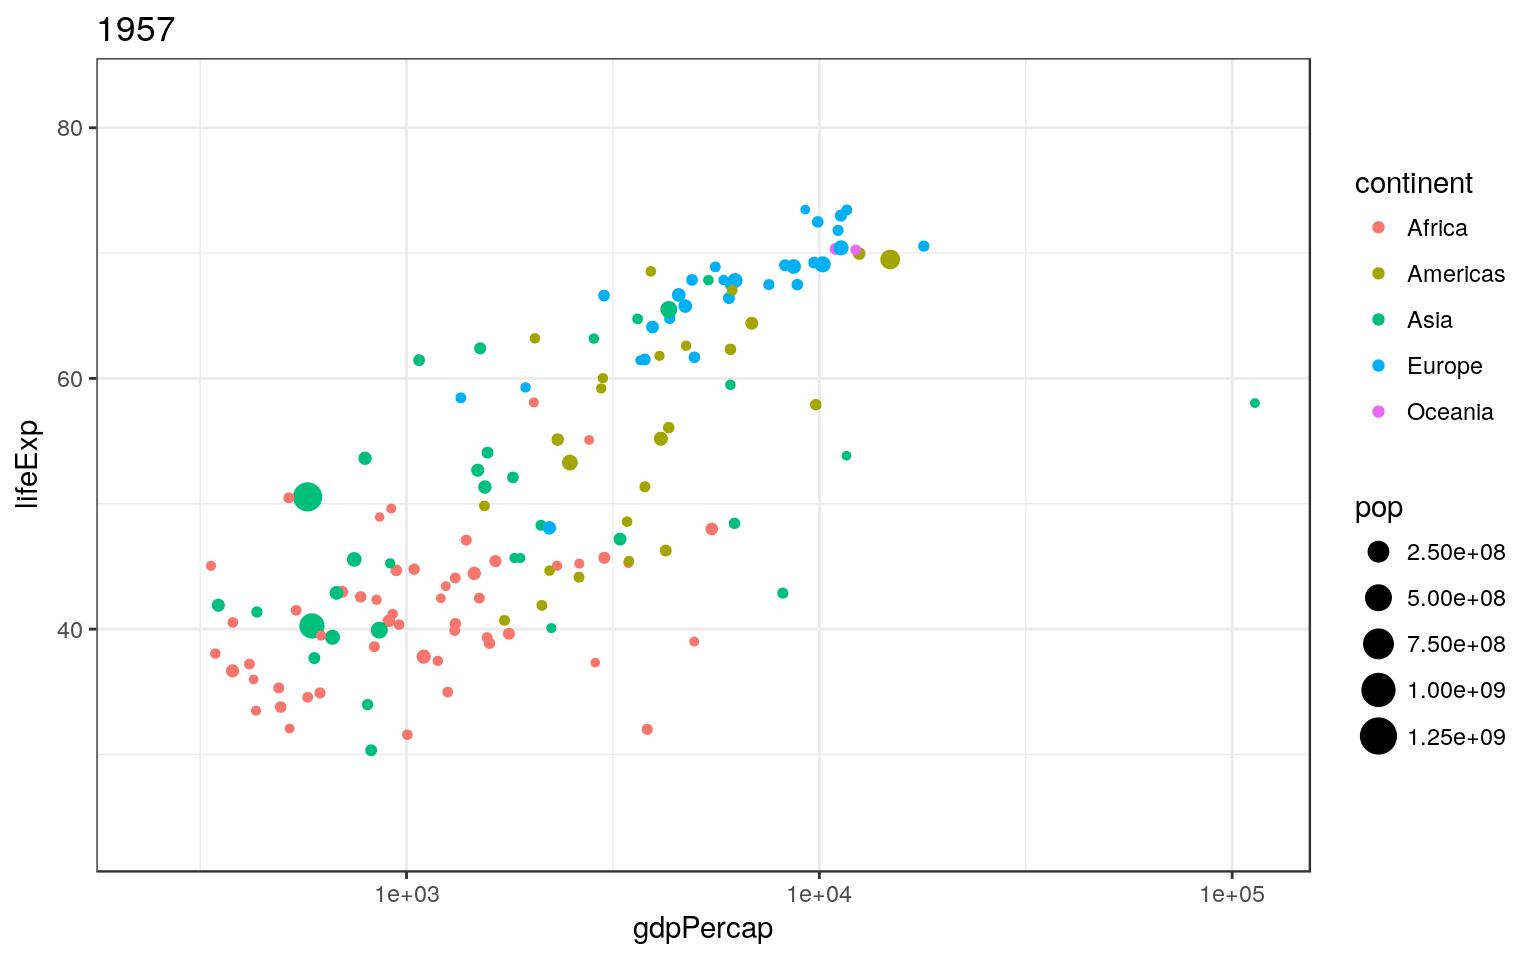 1957
80
60
40
lifeExp
1e+03
1e+04
1e+05
gdpPercap
continent
Africa
Americas
Asia
Europe
Oceania
pop
2.50e+08
5.00e+08
7.50e+08
1.00e+09
1.25e+09